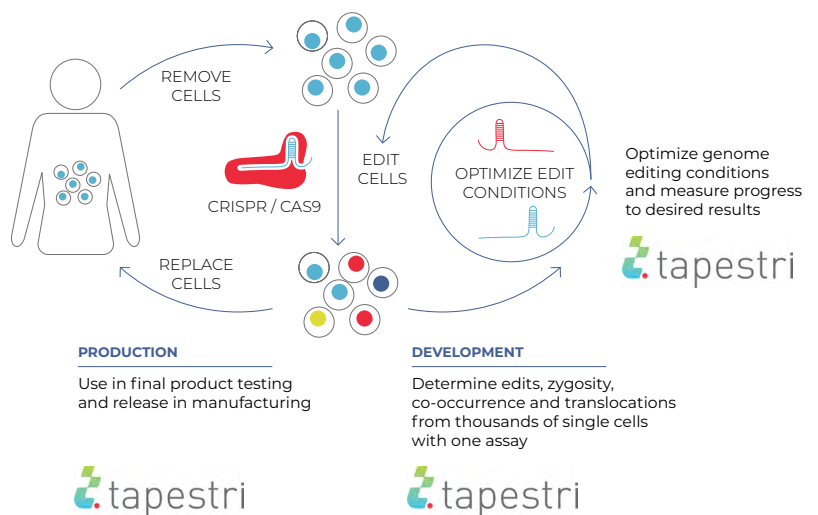 REMOVE
CELLS
CRISPR / CAS9
EDIT
CELLS
OPTIMIZE EDIT
CONDITIONS
Optimize genome
editing conditions
and measure progress
to desired results
tapestri
REPLACE
CELLS
PRODUCTION
Use in final product testing
and release in manufacturing
tapestri
DEVELOPMENT
Determine edits, zygosity,
co-occurrence and translocations
from thousands of single cells
with one assay
tapestri